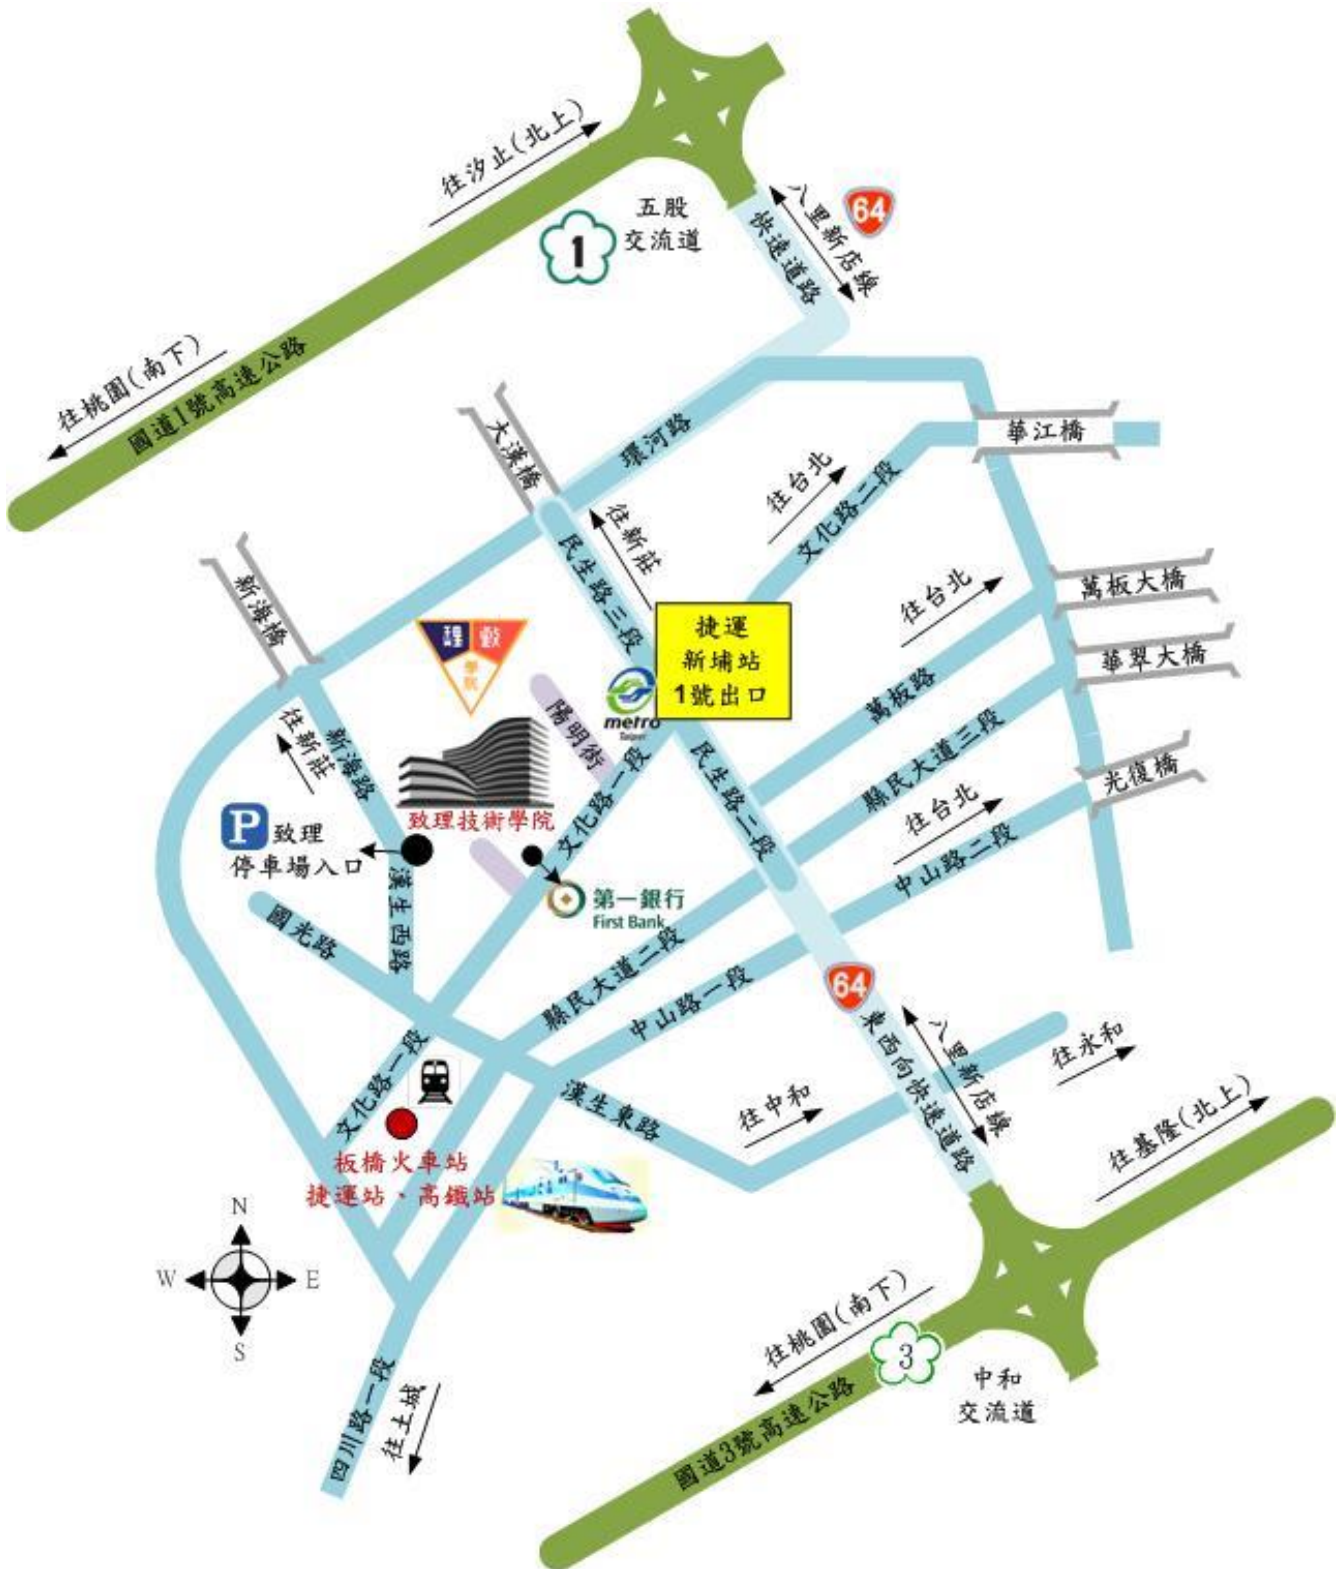 往汐止(北上)
64
八里新店線
快速道路
五股
交流道
1
往桃園(南下)
國道1號高速公路
大漢橋
環河路
華江橋
往台北
文化路二段
往新莊
民生路三段
新海橋
萬板大橋
往台北
捷運
新埔站
1號出口
華翠大橋
學院
metro
Taipei
陽明街
萬板路
往新莊
新海路
文化路一段
民生路二段
縣民大道三段
光復橋
往台北
P
致理
停車場入口
致理技術學院
中山路二段
漢生西路
第一銀行
First Bank
國光路
縣民大道二段
中山路一段
64
東西向快速道路
八里新店線
往永和
文化路一段
漢生東路
往中和
往基隆(北上)
板橋火車站
捷運站、高鐵站
N
W
E
S
往桃園(南下)
3
國道3號高速公路
中和
交流道
四川路一段
往土城